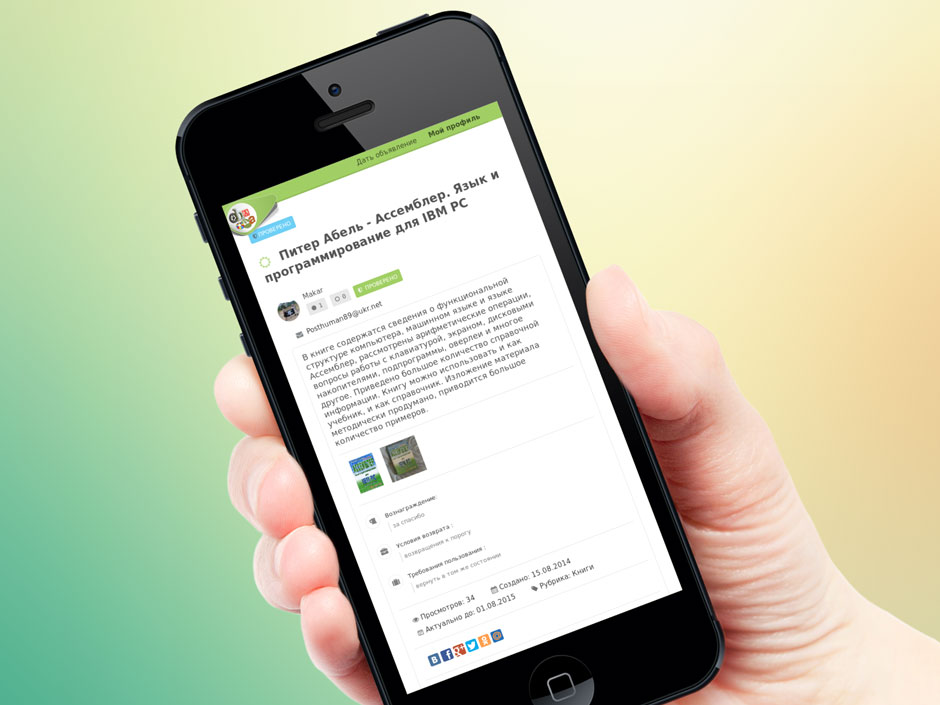 Дать объявление Мой профиль
ПРОВЕРЕНО
Питер Абель - Ассемблер. Язык и
программирование для IBM PC
Makar
1 0 ПРОВЕРЕНО
Posthuman89@ukr.net
В книге содержатся сведения о функциональной
структуре компьютера, машинном языке и языке
Ассемблер, рассмотрены арифметические операции,
вопросы работы с клавиатурой, экраном, дисковыми
накопителями, подпрограммы, оверлеи и многое
другое. Приведено большое количество справочной
информации. Книгу можно использовать и как
учебник, и как справочник. Изложение материала
методически продумано, приводится большое
количество примеров.
Вознаграждение:
за спасибо
Условия возврата :
возвращения к порогу
Требования пользования :
вернуть в том же состоянии
Просмотров: 34 Создано: 15.08.2014
Актуально до: 01.08.2015 Рубрика: Книги